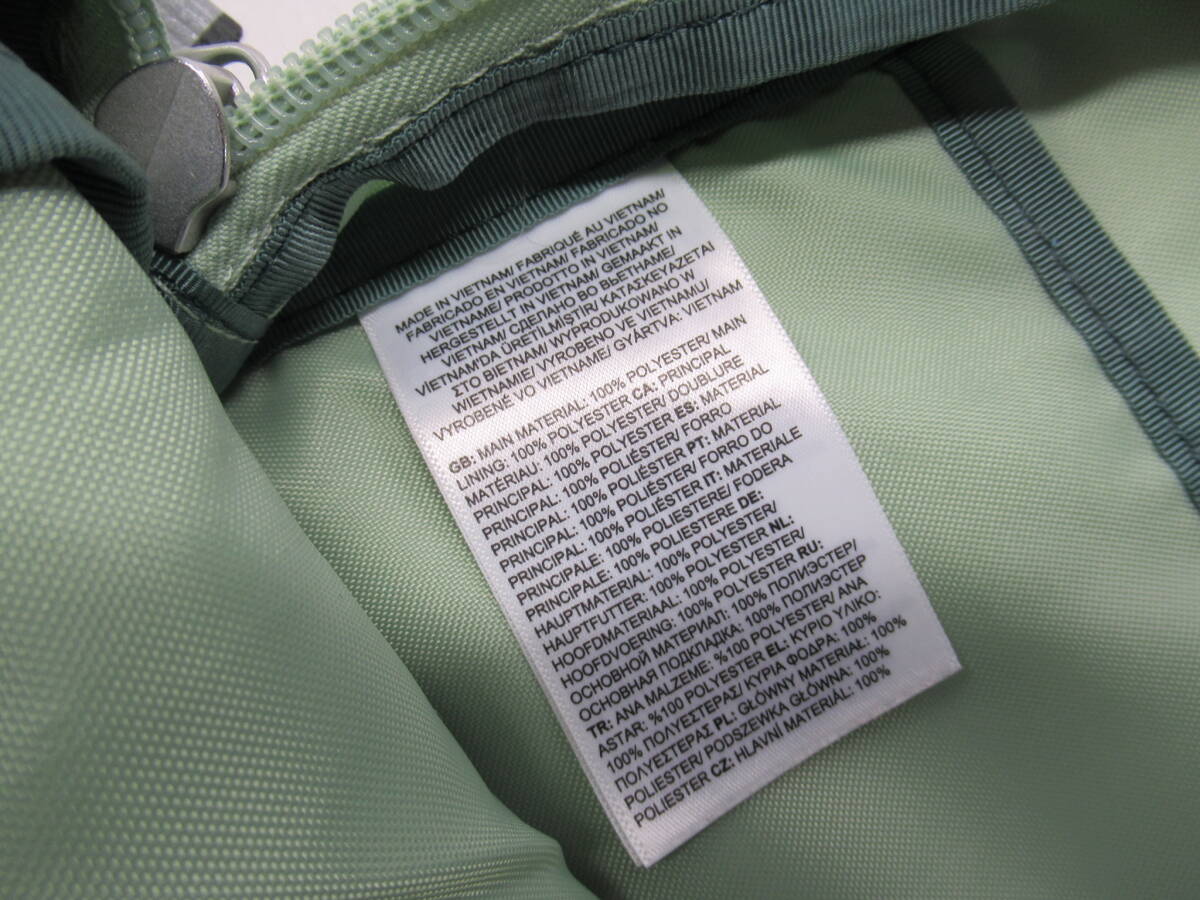 MADE IN VIETNAM/ FABRIQUÉ AU VIETNAM/
FABRICADO EN VIETNAM/ FABRICADO NO
VIETNAME/ PRODOTTO IN VIETNAM/
HERGESTELLT IN VIETNAM/ GEMAAKT IN
VIETNAM/ СДЕЛАНО ВО ВЬЕТНАМЕ/
VİETNAM'DA ÜRETİLMİŞTİR/ ΚΑΤΑΣΚΕΥΑΖΕΤΑΙ
ΣΤΟ ΒΙΕΤΝΑΜ/ WYPRODUKOWANO W
WIETNAMIE/ VYROBENO VE VIETNAMU/
VYROBENÉ VO VIETNAME/ GYÁRTVA: VIETNAM
GB: MAIN MATERIAL: 100% POLYESTER/ MAIN
LINING: 100% POLYESTER CA: PRINCIPAL
MATÉRIAU: 100% POLYESTER/ DOUBLURE
PRINCIPAL: 100% POLYESTER ES: MATERIAL
PRINCIPAL: 100% POLIÉSTER/ FORRO
PRINCIPAL: 100% POLIÉSTER PT: MATERIAL
PRINCIPAL: 100% POLIÉSTER/ FORRO DO
PRINCIPAL: 100% POLIÉSTER IT: MATERIALE
PRINCIPALE: 100% POLIESTERE/ FODERA
PRINCIPALE: 100% POLIESTERE DE:
HAUPTMATERIAL: 100% POLYESTER/
HAUPTFUTTER: 100% POLYESTER NL:
HOOFDMATERIAAL: 100% POLYESTER/
HOOFDVOERING: 100% POLYESTER RU:
ОСНОВНОЙ МАТЕРИАЛ: 100% ПОЛИЭСТЕР/
ОСНОВНАЯ ПОДКЛАДКА: 100% ПОЛИЭСТЕР
TR: ANA MALZEME: %100 POLYESTER/ ANA
ASTAR: %100 POLYESTER EL: ΚΥΡΙΟ ΥΛΙΚΟ:
100% ΠΟΛΥΕΣΤΕΡΑΣ/ ΚΥΡΙΑ ΦΟΔΡΑ: 100%
ΠΟΛΥΕΣΤΕΡΑΣ PL: GŁÓWNY MATERIAŁ: 100%
POLIESTER/ PODSZEWKA GŁÓWNA: 100%
POLIESTER CZ: HLAVNÍ MATERIÁL: 100%